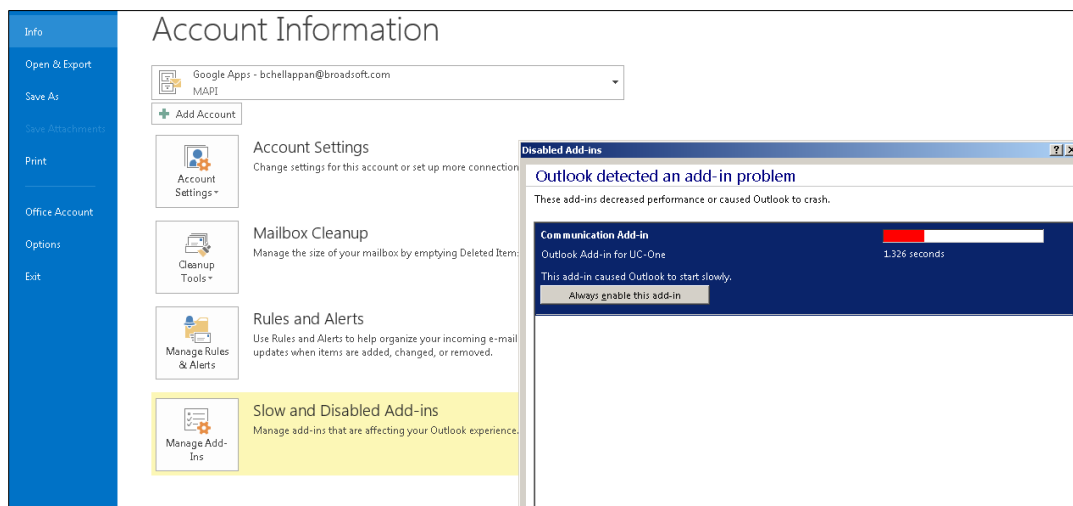 Info
Open & Export
Save As
Save Attachments
Print
Office Account
Options
Exit
Account Information
Google Apps - bchellappan@broadsoft.com
MAPI
Add Account
Account
Settings
Account Settings
Change settings for this account or set up more connection
Cleanup
Tools
Mailbox Cleanup
Manage the size of your mailbox by emptying Deleted Item
Manage Rules
& Alerts
Rules and Alerts
Use Rules and Alerts to help organize your incoming e-mail
updates when items are added, changed, or removed.
Manage Add-
Ins
Slow and Disabled Add-ins
Manage add-ins that are affecting your Outlook experience.
Disabled Add-ins
Outlook detected an add-in problem
These add-ins decreased performance or caused Outlook to crash.
Communication Add-in
Outlook Add-in for UC-One
1.326 seconds
This add-in caused Outlook to start slowly.
Always enable this add-in